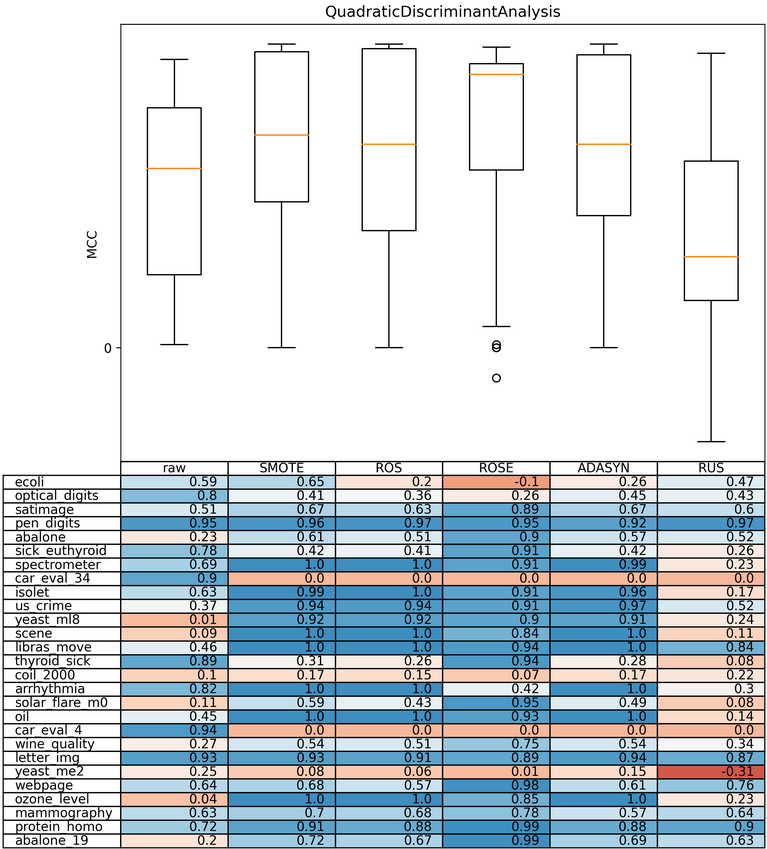 QuadraticDiscriminantAnalysis
MCC
0
raw SMOTE ROS ROSE ADASYN RUS
ecoli 0.59 0.65 0.2 -0.1 0.26 0.47
optical_digits 0.8 0.41 0.36 0.26 0.45 0.43
satimage 0.51 0.67 0.63 0.89 0.67 0.6
pen_digits 0.95 0.96 0.97 0.95 0.92 0.97
abalone 0.23 0.61 0.51 0.9 0.57 0.52
sick_euthyroid 0.78 0.42 0.41 0.91 0.42 0.26
spectrometer 0.69 1.0 1.0 0.91 0.99 0.23
car_eval_34 0.9 0.0 0.0 0.0 0.0 0.0
isolet 0.63 0.99 1.0 0.91 0.96 0.17
us_crime 0.37 0.94 0.94 0.91 0.97 0.52
yeast_ml8 0.01 0.92 0.92 0.9 0.91 0.24
scene 0.09 1.0 1.0 0.84 1.0 0.11
libras_move 0.46 1.0 1.0 0.94 1.0 0.84
thyroid_sick 0.89 0.31 0.26 0.94 0.28 0.08
coil_2000 0.1 0.17 0.15 0.07 0.17 0.22
arrhythmia 0.82 1.0 1.0 0.42 1.0 0.3
solar_flare_m0 0.11 0.59 0.43 0.95 0.49 0.08
oil 0.45 1.0 1.0 0.93 1.0 0.14
car_eval_4 0.94 0.0 0.0 0.0 0.0 0.0
wine_quality 0.27 0.54 0.51 0.75 0.54 0.34
letter_img 0.93 0.93 0.91 0.89 0.94 0.87
yeast_me2 0.25 0.08 0.06 0.01 0.15 -0.31
webpage 0.64 0.68 0.57 0.98 0.61 0.76
ozone_level 0.04 1.0 1.0 0.85 1.0 0.23
mammography 0.63 0.7 0.68 0.78 0.57 0.64
protein_homo 0.72 0.91 0.88 0.99 0.88 0.9
abalone_19 0.2 0.72 0.67 0.99 0.69 0.63